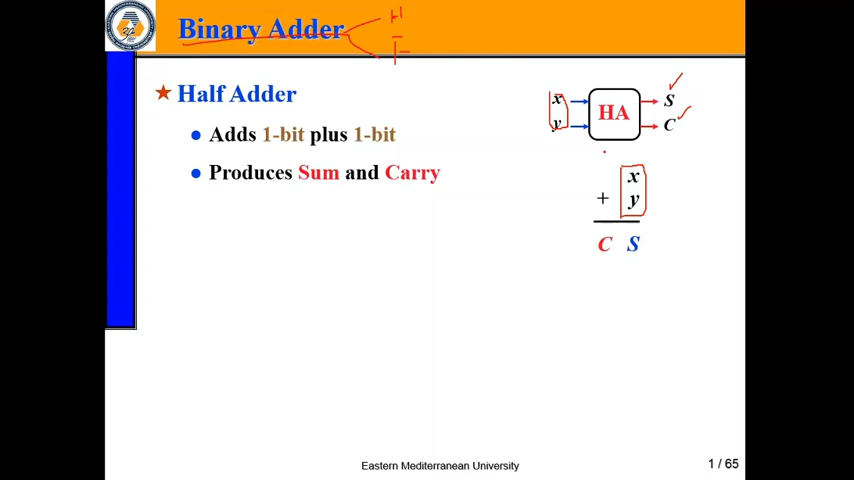 Binary Adder
H
F
★ Half Adder
• Adds 1-bit plus 1-bit
• Produces Sum and Carry
x
y
HA
S
C
x
+ y
C S
Eastern Mediterranean University
1 / 65